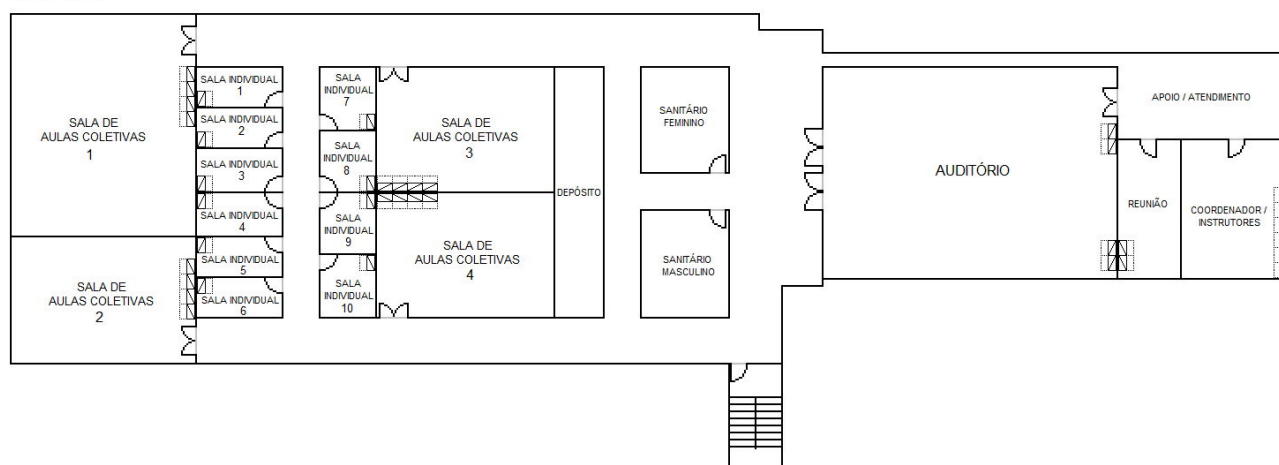 SALA DE
AULAS COLETIVAS
1
SALA DE
AULAS COLETIVAS
2
SALA INDIVIDUAL
1
SALA INDIVIDUAL
2
SALA INDIVIDUAL
3
SALA INDIVIDUAL
4
SALA INDIVIDUAL
5
SALA INDIVIDUAL
6
SALA
INDIVIDUAL
7
SALA
INDIVIDUAL
8
SALA
INDIVIDUAL
9
SALA
INDIVIDUAL
10
SALA DE
AULAS COLETIVAS
3
SALA DE
AULAS COLETIVAS
4
DEPÓSITO
SANITÁRIO
FEMININO
SANITÁRIO
MASCULINO
AUDITÓRIO
APOIO / ATENDIMENTO
REUNIÃO
COORDENADOR /
INSTRUTORES